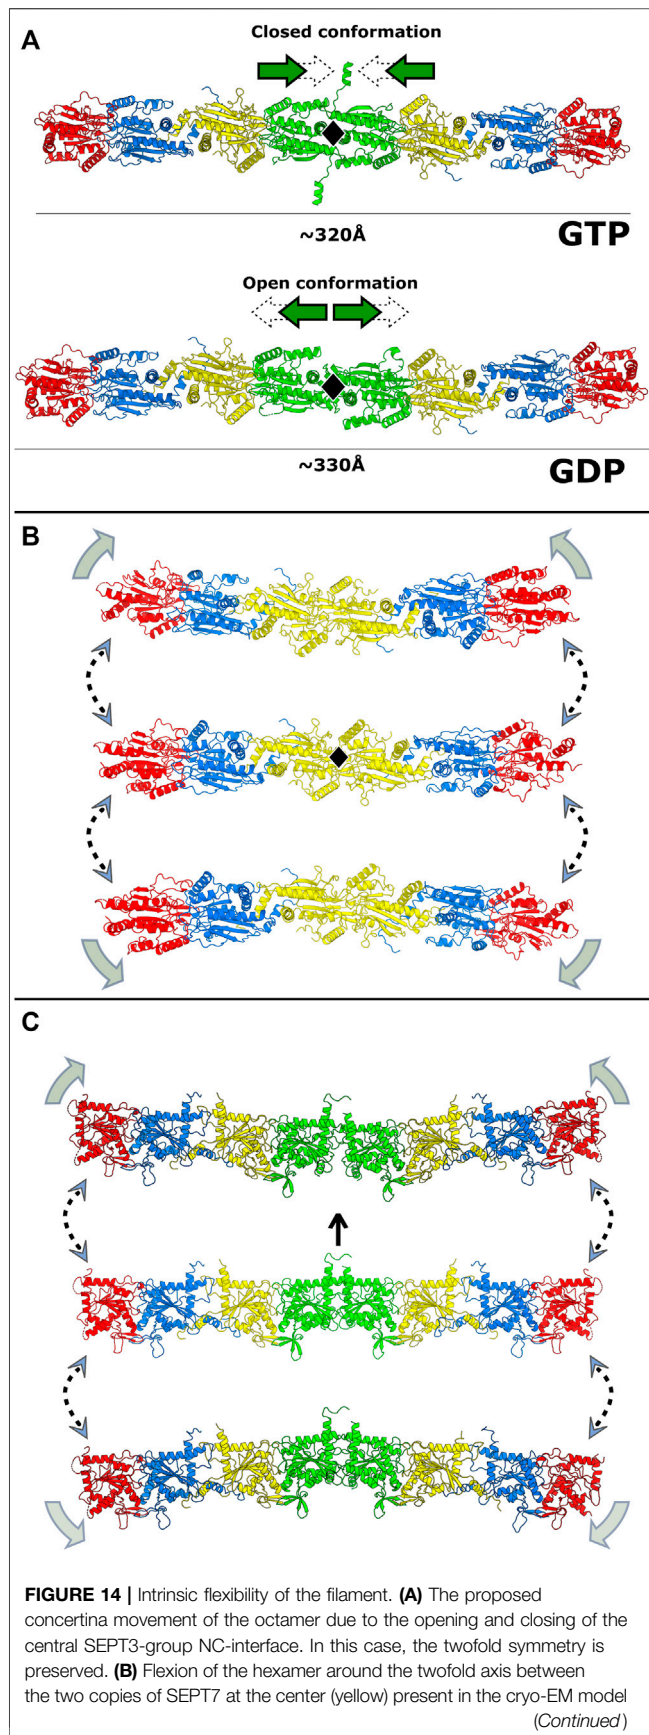 A
Closed conformation
~320Å
GTP
Open conformation
~330Å
GDP
B
C
FIGURE 14 | Intrinsic flexibility of the filament. (A) The proposed
concertina movement of the octamer due to the opening and closing of the
central SEPT3-group NC-interface. In this case, the twofold symmetry is
preserved. (B) Flexion of the hexamer around the twofold axis between
the two copies of SEPT7 at the center (yellow) present in the cryo-EM model
(Continued)